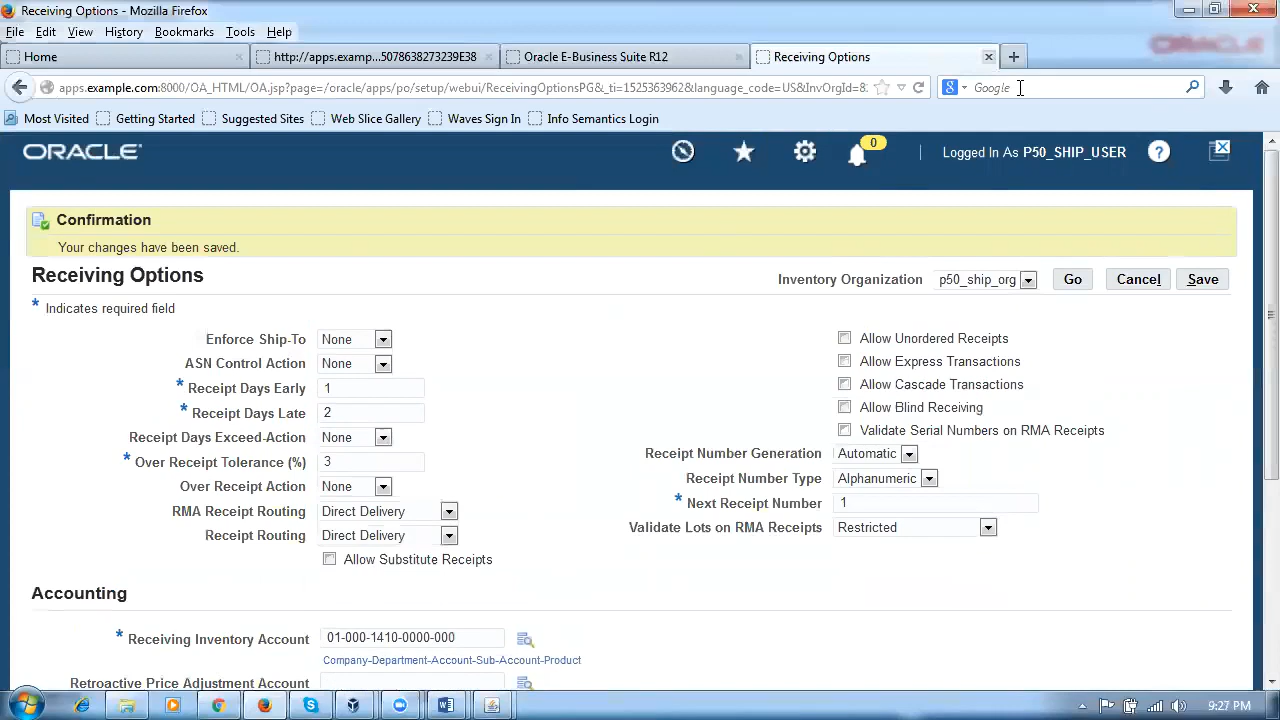 Receiving Options - Mozilla Firefox
File Edit View History Bookmarks Tools Help
Home
http://apps.examp...5078638273239E38
Oracle E-Business Suite R12
Receiving Options
apps.example.com:8000/OA_HTML/OA.jsp?page=/oracle/apps/po/setup/webui/ReceivingOptionsPG&_ti=1525363962&language_code=US&InvOrgId=8
Google
Most Visited Getting Started Suggested Sites Web Slice Gallery Waves Sign In Info Semantics
ORACLE
0
Logged In As P50_SHIP_USER
Confirmation
Your changes have been saved.
Receiving Options
Inventory Organization p50_ship_org Go Cancel Save
* Indicates required field
Enforce Ship-To None
ASN Control Action None
* Receipt Days Early 1
* Receipt Days Late 2
Receipt Days Exceed-Action None
* Over Receipt Tolerance (%) 3
Over Receipt Action None
RMA Receipt Routing Direct Delivery
Receipt Routing Direct Delivery
Allow Substitute Receipts
Allow Unordered Receipts
Allow Express Transactions
Allow Cascade Transactions
Allow Blind Receiving
Validate Serial Numbers on RMA Receipts
Receipt Number Generation Automatic
Receipt Number Type Alphanumeric
* Next Receipt Number 1
Validate Lots on RMA Receipts Restricted
Accounting
* Receiving Inventory Account 01-000-1410-0000-000
Company-Department-Account-Sub-Account-Product
Retroactive Price Adjustment Account
9:27 PM